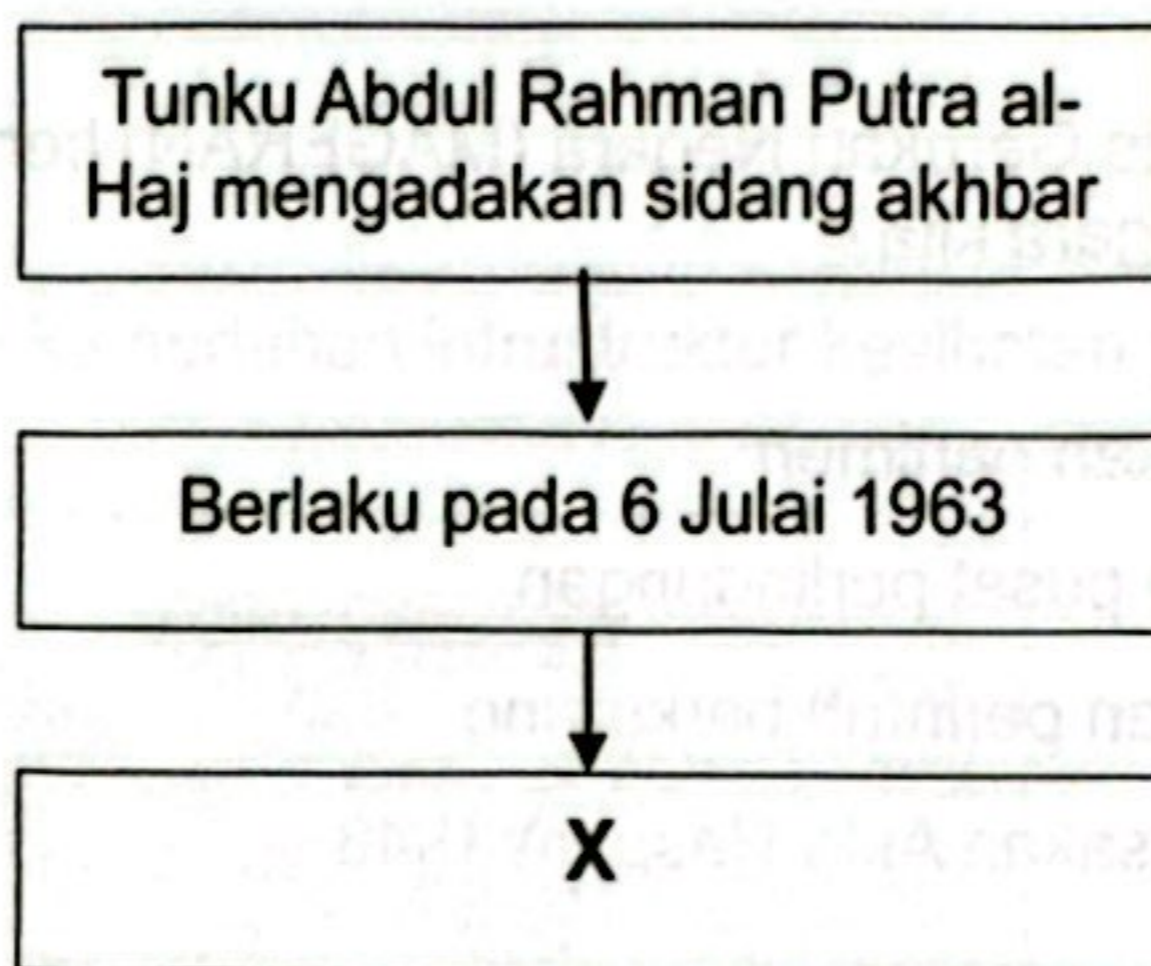 Tunku Abdul Rahman Putra al-
Haj mengadakan sidang akhbar
Berlaku pada 6 Julai 1963
X